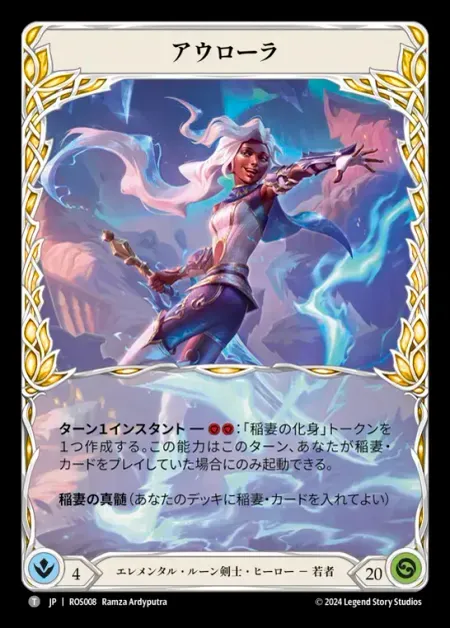 アウローラ
ターン1インスタント ー :「稲妻の化身」トークンを
1つ作成する。この能力はこのターン、あなたが稲妻・
カードをプレイしていた場合にのみ起動できる。
稲妻の真髄(あなたのデッキに稲妻・カードを入れてよい)
4
エレメンタル・ルーン剣士・ヒーロー ー 若者
20
T JP | ROS008 Ramza Ardyputra
© 2024 Legend Story Studios